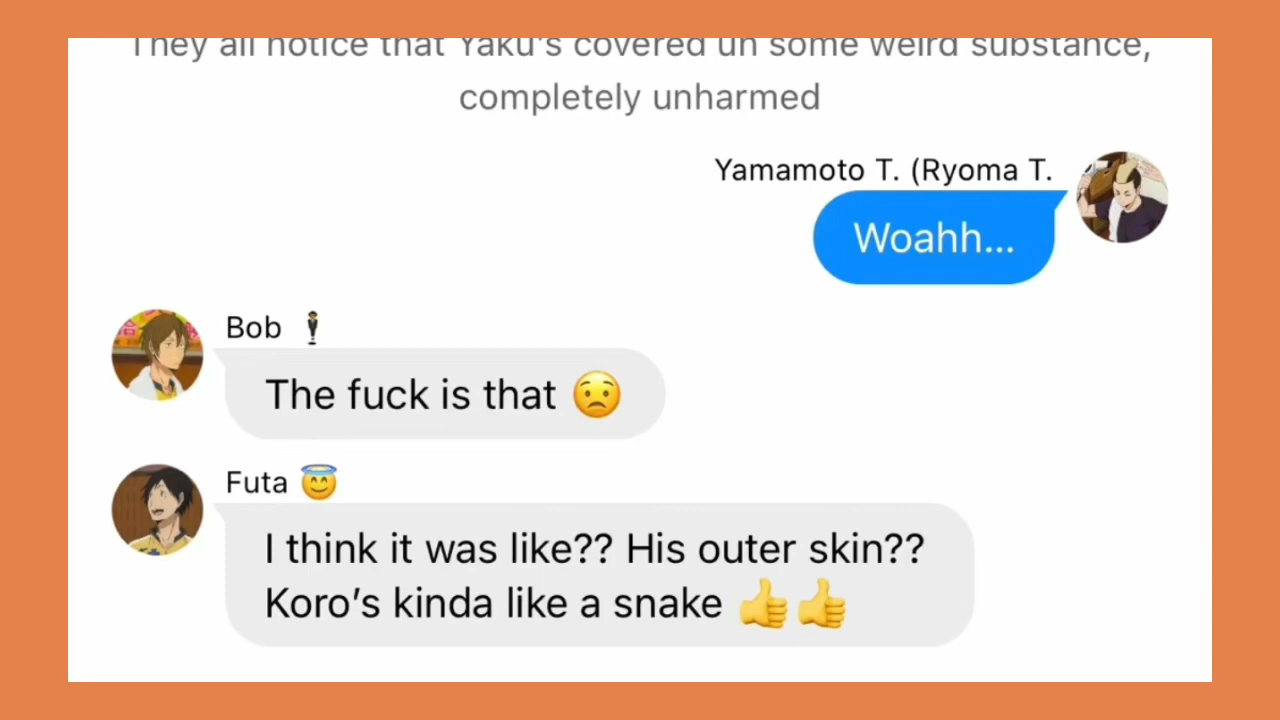 They all notice that Yaku's covered un some weird substance,
completely unharmed
Yamamoto T. (Ryoma T.
Woahh...
Bob 🕴
The fuck is that 😟
Futa 😇
I think it was like?? His outer skin??
Koro's kinda like a snake 👍👍